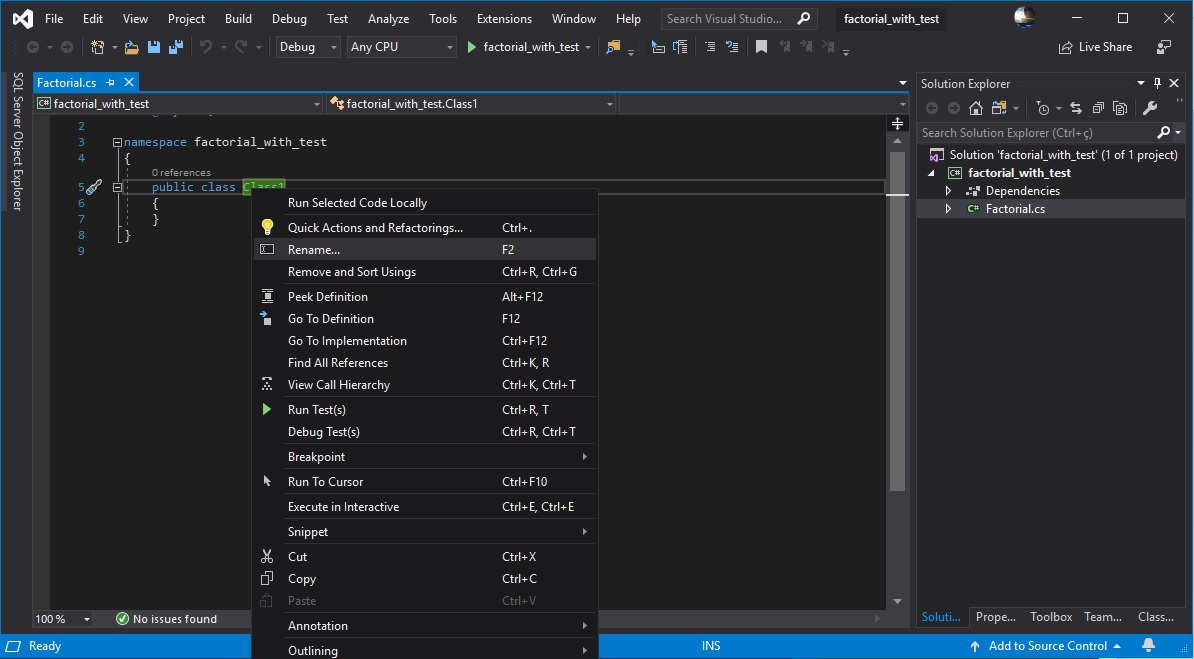 File Edit View Project Build Debug Test Analyze Tools Extensions Window Help Search Visual Studio... factorial_with_test
Debug Any CPU factorial_with_test Live Share
SQL Server Object Explorer
Factorial.cs
C# factorial_with_test factorial_with_test.Class1
2
3 namespace factorial_with_test
4 {
0 references
5 public class Class1
6 {
7 }
8 }
9
Run Selected Code Locally
Quick Actions and Refactorings... Ctrl+.
Rename... F2
Remove and Sort Usings Ctrl+R, Ctrl+G
Peek Definition Alt+F12
Go To Definition F12
Go To Implementation Ctrl+F12
Find All References Ctrl+K, R
View Call Hierarchy Ctrl+K, Ctrl+T
Run Test(s) Ctrl+R, T
Debug Test(s) Ctrl+R, Ctrl+T
Breakpoint
Run To Cursor Ctrl+F10
Execute in Interactive Ctrl+E, Ctrl+E
Snippet
Cut Ctrl+X
Copy Ctrl+C
Paste Ctrl+V
Annotation
Outlining
Solution Explorer
Search Solution Explorer (Ctrl+ç)
Solution 'factorial_with_test' (1 of 1 project)
C# factorial_with_test
Dependencies
C# Factorial.cs
100 % No issues found
Soluti... Prope... Toolbox Team... Class...
Ready INS Add to Source Control